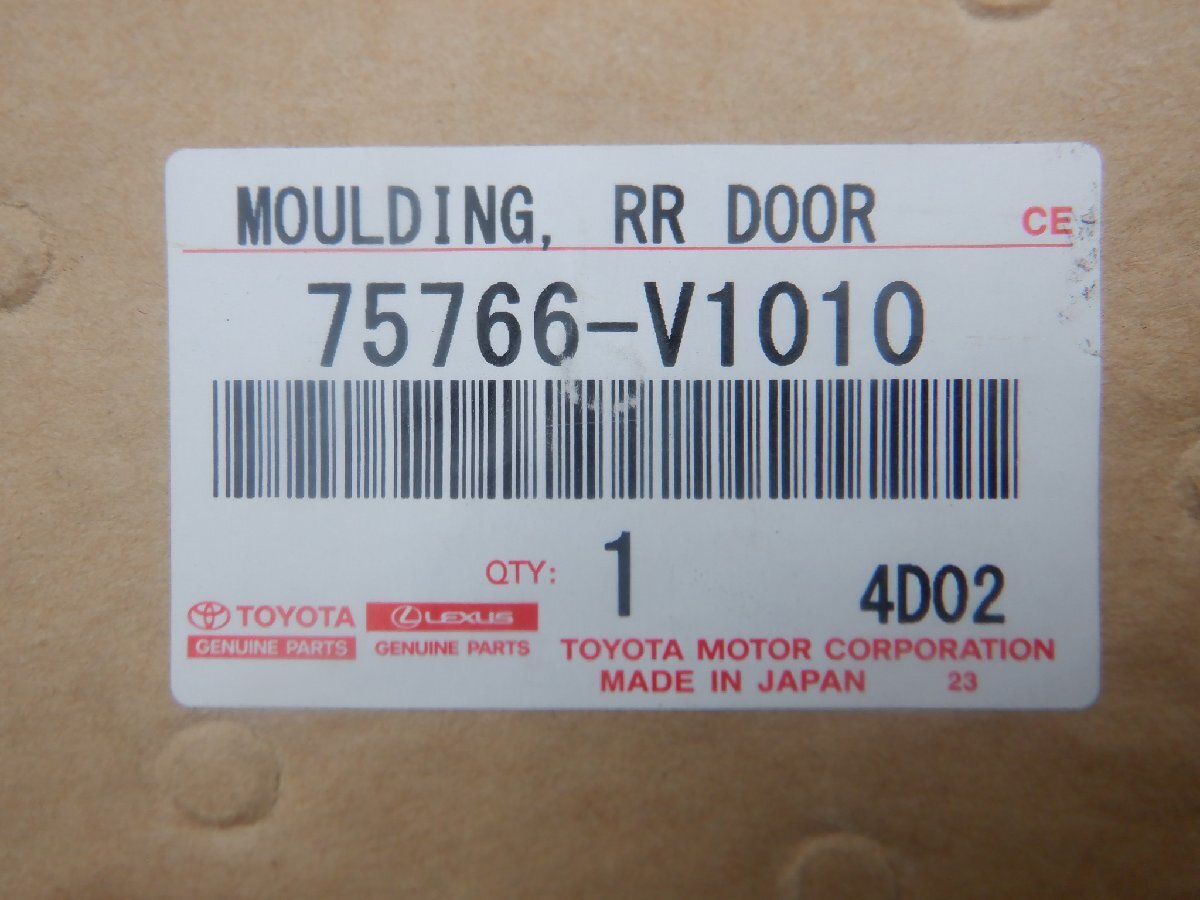 MOULDING, RR DOOR CE
75766-V1010
QTY: 1 4D02
TOYOTA LEXUS
GENUINE PARTS GENUINE PARTS TOYOTA MOTOR CORPORATION
MADE IN JAPAN 23